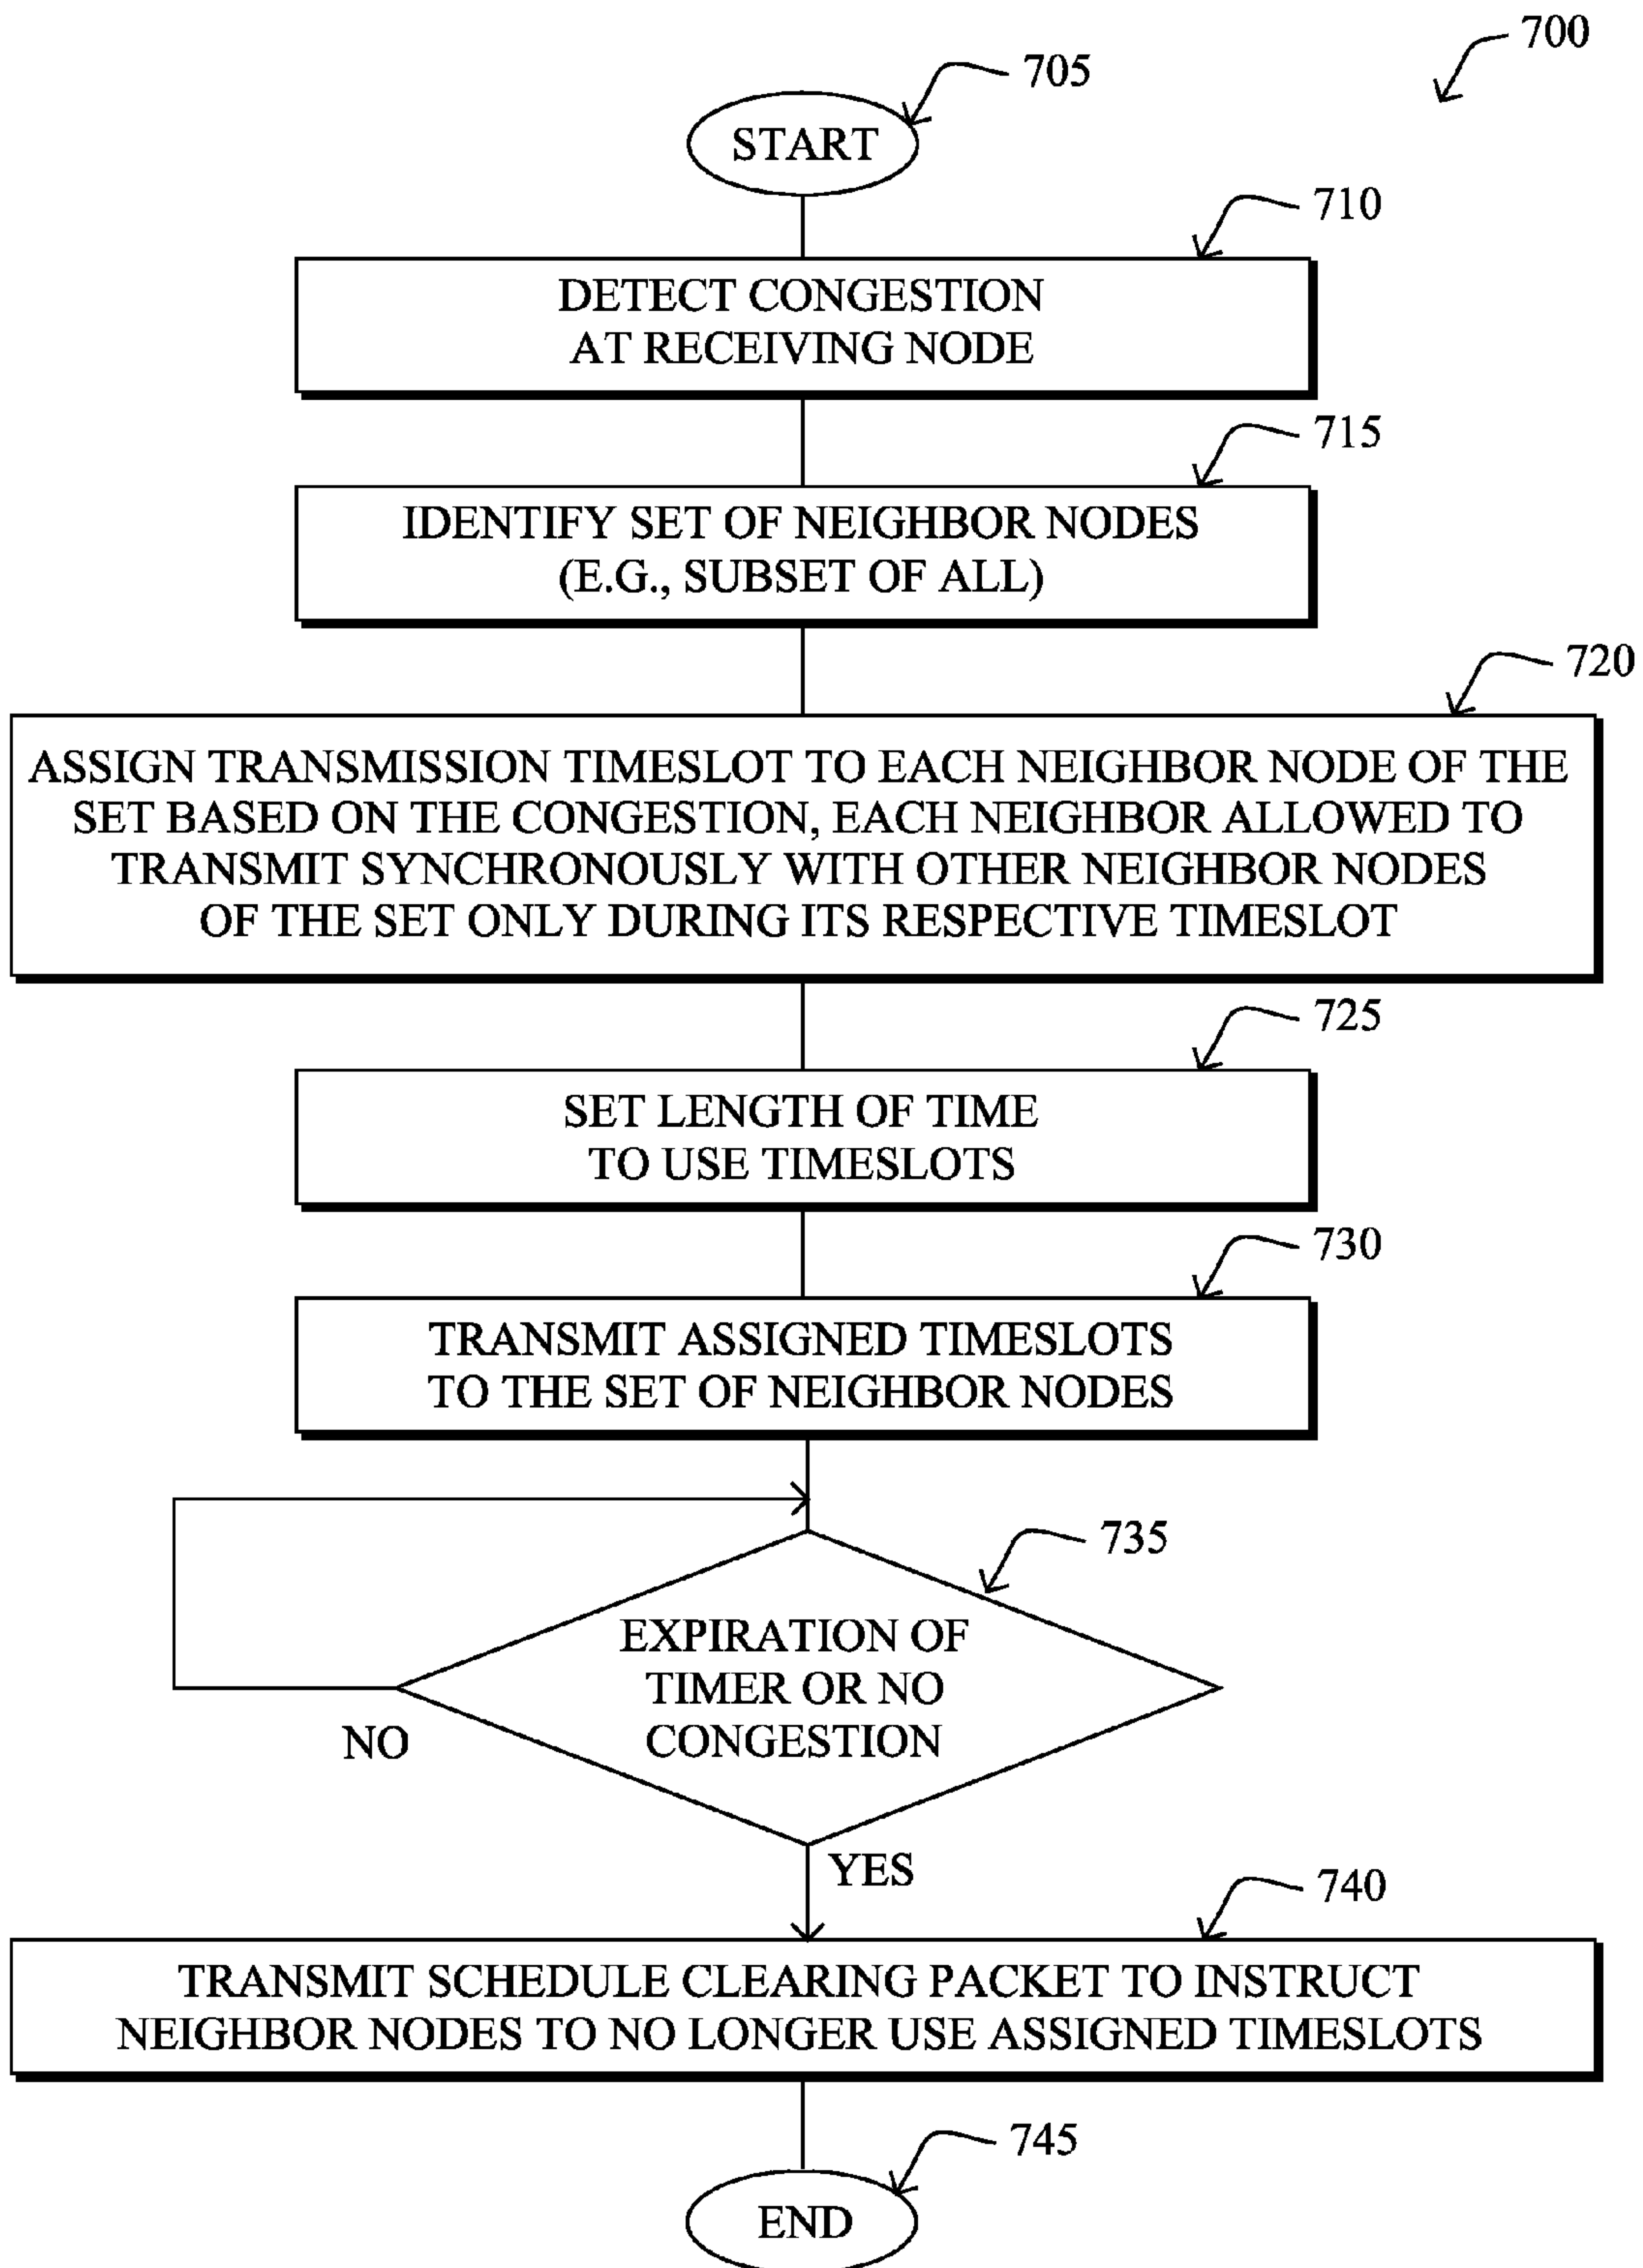 700
705
START
710
DETECT CONGESTION
AT RECEIVING NODE
715
IDENTIFY SET OF NEIGHBOR NODES
(E.G., SUBSET OF ALL)
720
ASSIGN TRANSMISSION TIMESLOT TO EACH NEIGHBOR NODE OF THE
SET BASED ON THE CONGESTION, EACH NEIGHBOR ALLOWED TO
TRANSMIT SYNCHRONOUSLY WITH OTHER NEIGHBOR NODES
OF THE SET ONLY DURING ITS RESPECTIVE TIMESLOT
725
SET LENGTH OF TIME
TO USE TIMESLOTS
730
TRANSMIT ASSIGNED TIMESLOTS
TO THE SET OF NEIGHBOR NODES
735
EXPIRATION OF
TIMER OR NO
CONGESTION
NO
YES
740
TRANSMIT SCHEDULE CLEARING PACKET TO INSTRUCT
NEIGHBOR NODES TO NO LONGER USE ASSIGNED TIMESLOTS
745
END